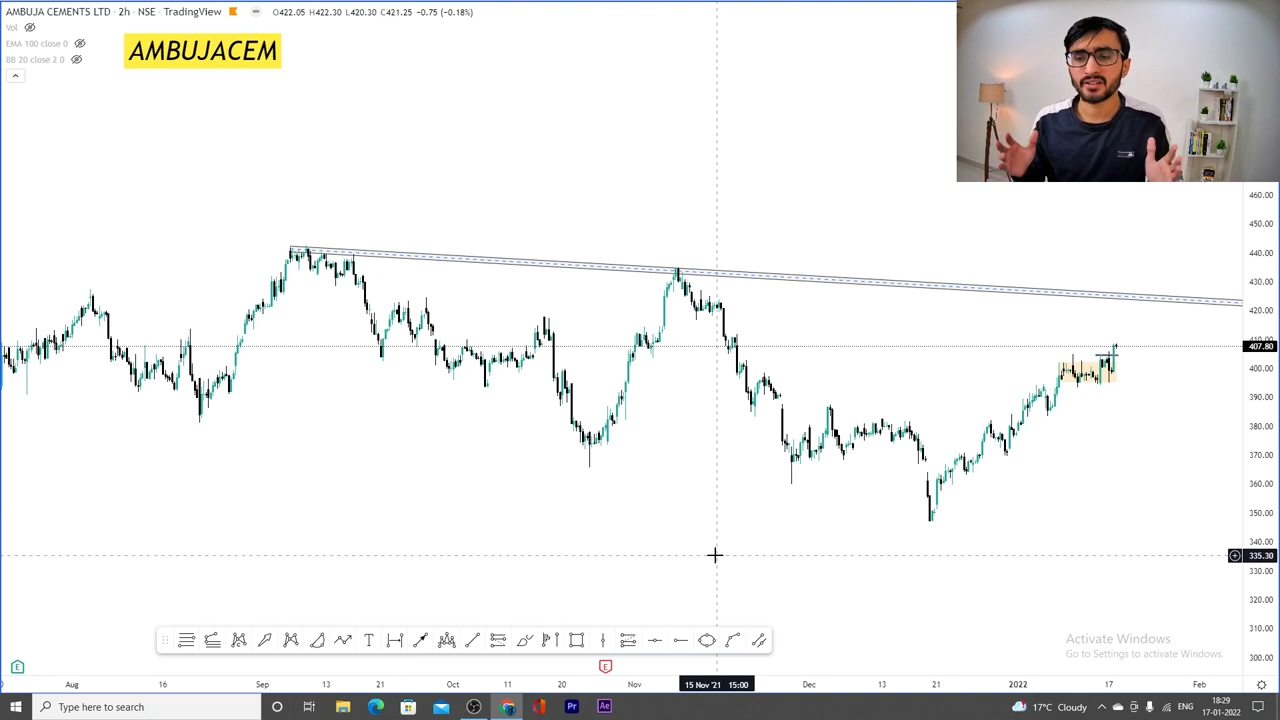 AMBUJA CEMENTS LTD · 2h · NSE · TradingView O422.05 H422.30 L420.30 C421.25 −0.75 (−0.18%)
Vol
EMA 100 close 0
BB 20 close 2 0
AMBUJACEM
460.00
440.00
430.00
420.00
407.80
400.00
390.00
380.00
370.00
360.00
350.00
340.00
335.30
330.00
320.00
310.00
300.00
Activate Windows
Go to Settings to activate Windows.
E
E
Aug 16 Sep 13 21 Oct 11 20 Nov 15 Nov '21 15:00 Dec 13 21 2022 17 Feb
Type here to search
Pr
Ae
17°C Cloudy
ENG
18:29
17-01-2022